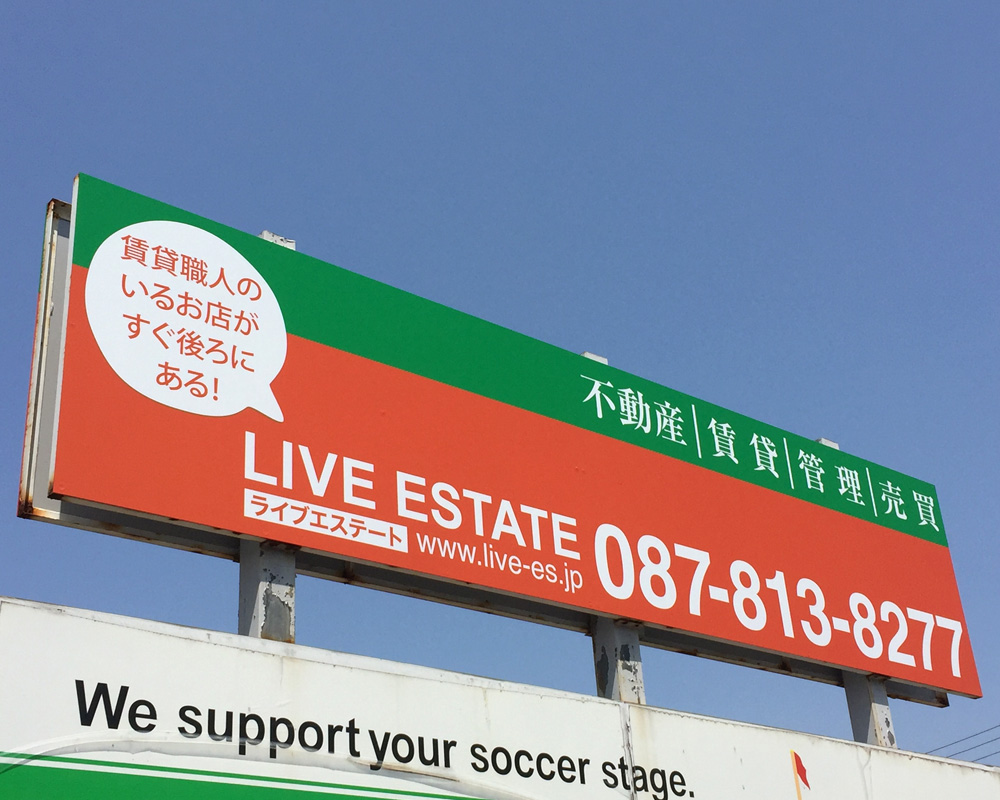 賃貸職人の
いるお店が
すぐ後ろに
ある!
不動産|賃貸|管理|売買
LIVE ESTATE
ライブエステート
www.live-es.jp
087-813-8277
We support your soccer stage.